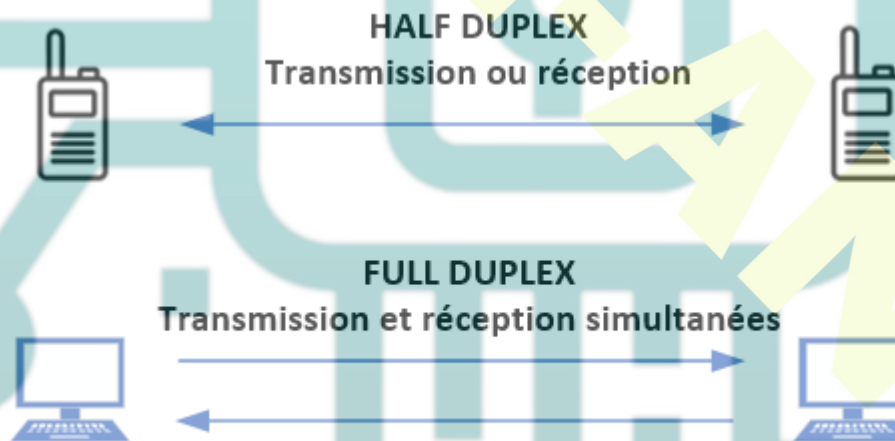 HALF DUPLEX
Transmission ou réception
FULL DUPLEX
Transmission et réception simultanées